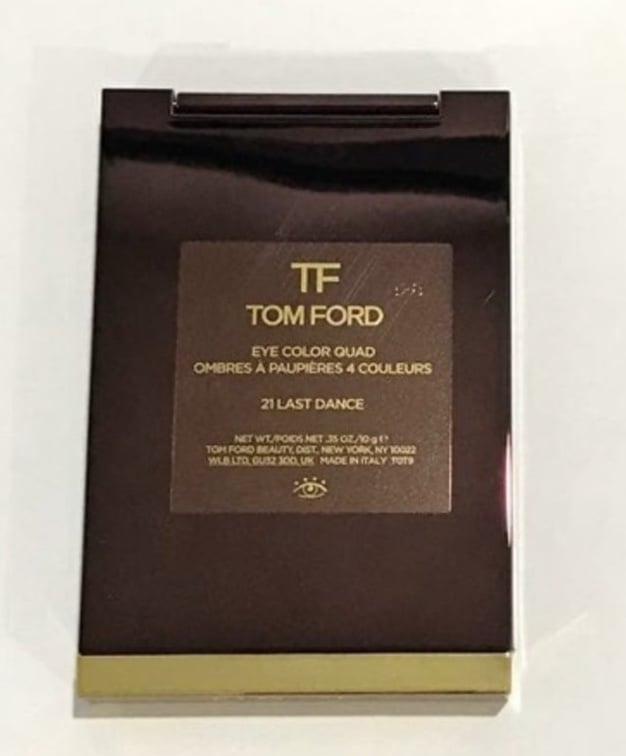 TF
TOM FORD
EYE COLOR QUAD
OMBRES À PAUPIÈRES 4 COULEURS
21 LAST DANCE
NET WT./POIDS NET .35 OZ./10 g ℮
TOM FORD BEAUTY, DIST. NEW YORK, NY 10022
WLB LTD, GU32 3DD, UK MADE IN ITALY T0T9